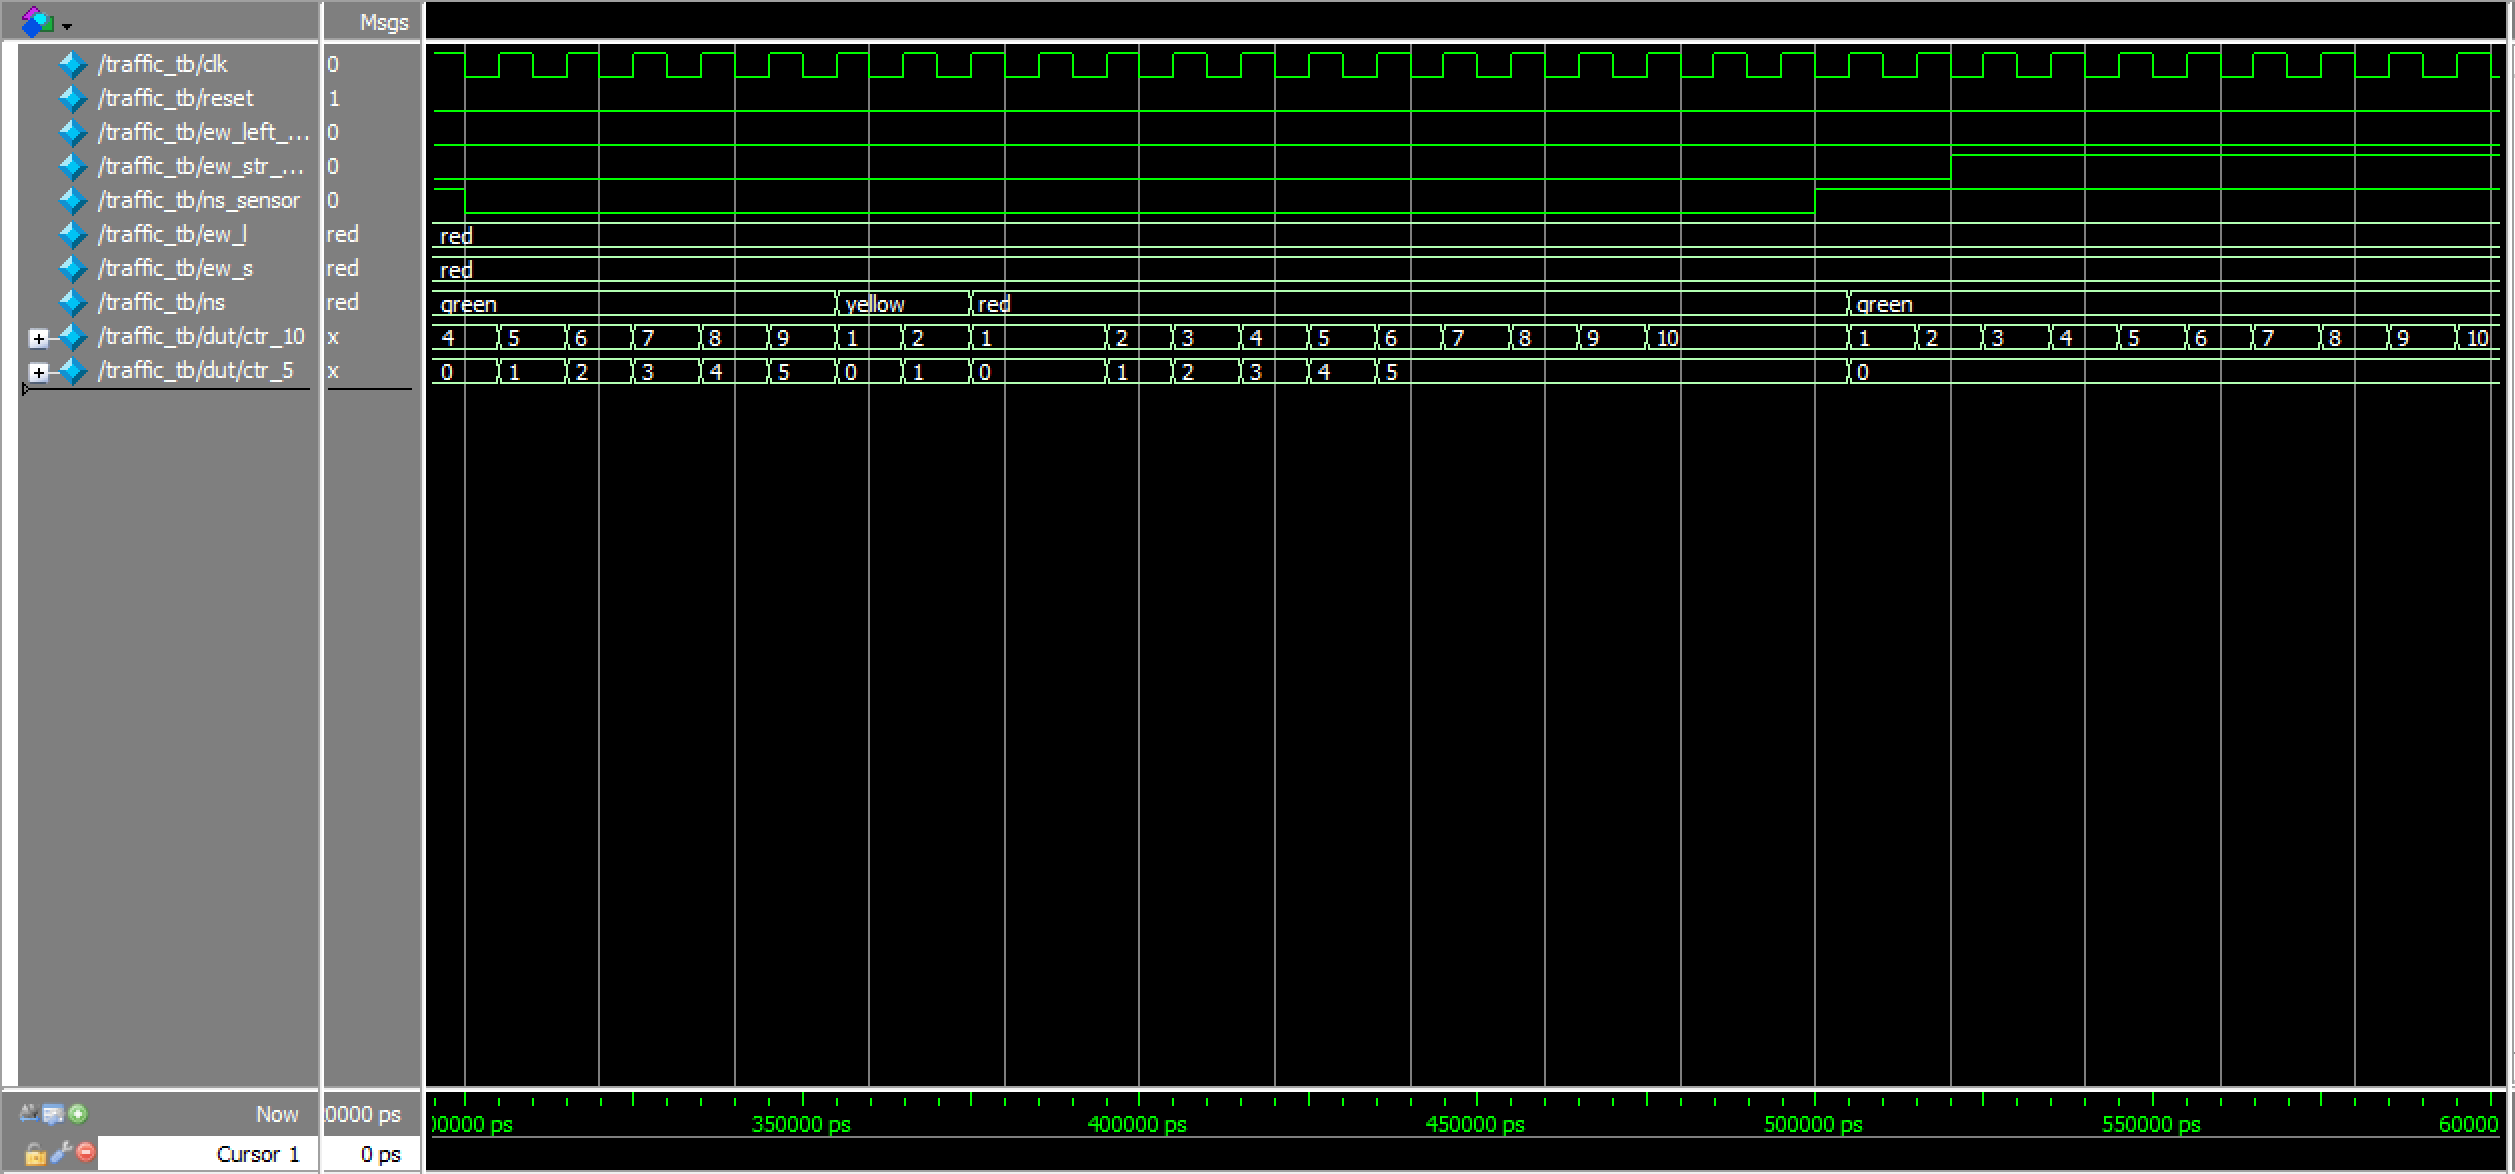 Msgs
/traffic_tb/clk 0
/traffic_tb/reset 1
/traffic_tb/ew_left_... 0
/traffic_tb/ew_str_... 0
/traffic_tb/ns_sensor 0
/traffic_tb/ew_l red red
/traffic_tb/ew_s red red
/traffic_tb/ns red green yellow red green
/traffic_tb/dut/ctr_10 x 4 5 6 7 8 9 1 2 1 2 3 4 5 6 7 8 9 10 1 2 3 4 5 6 7 8 9 10
/traffic_tb/dut/ctr_5 x 0 1 2 3 4 5 0 1 0 1 2 3 4 5 0
Now 0000 ps 00000 ps 350000 ps 400000 ps 450000 ps 500000 ps 550000 ps 60000
Cursor 1 0 ps